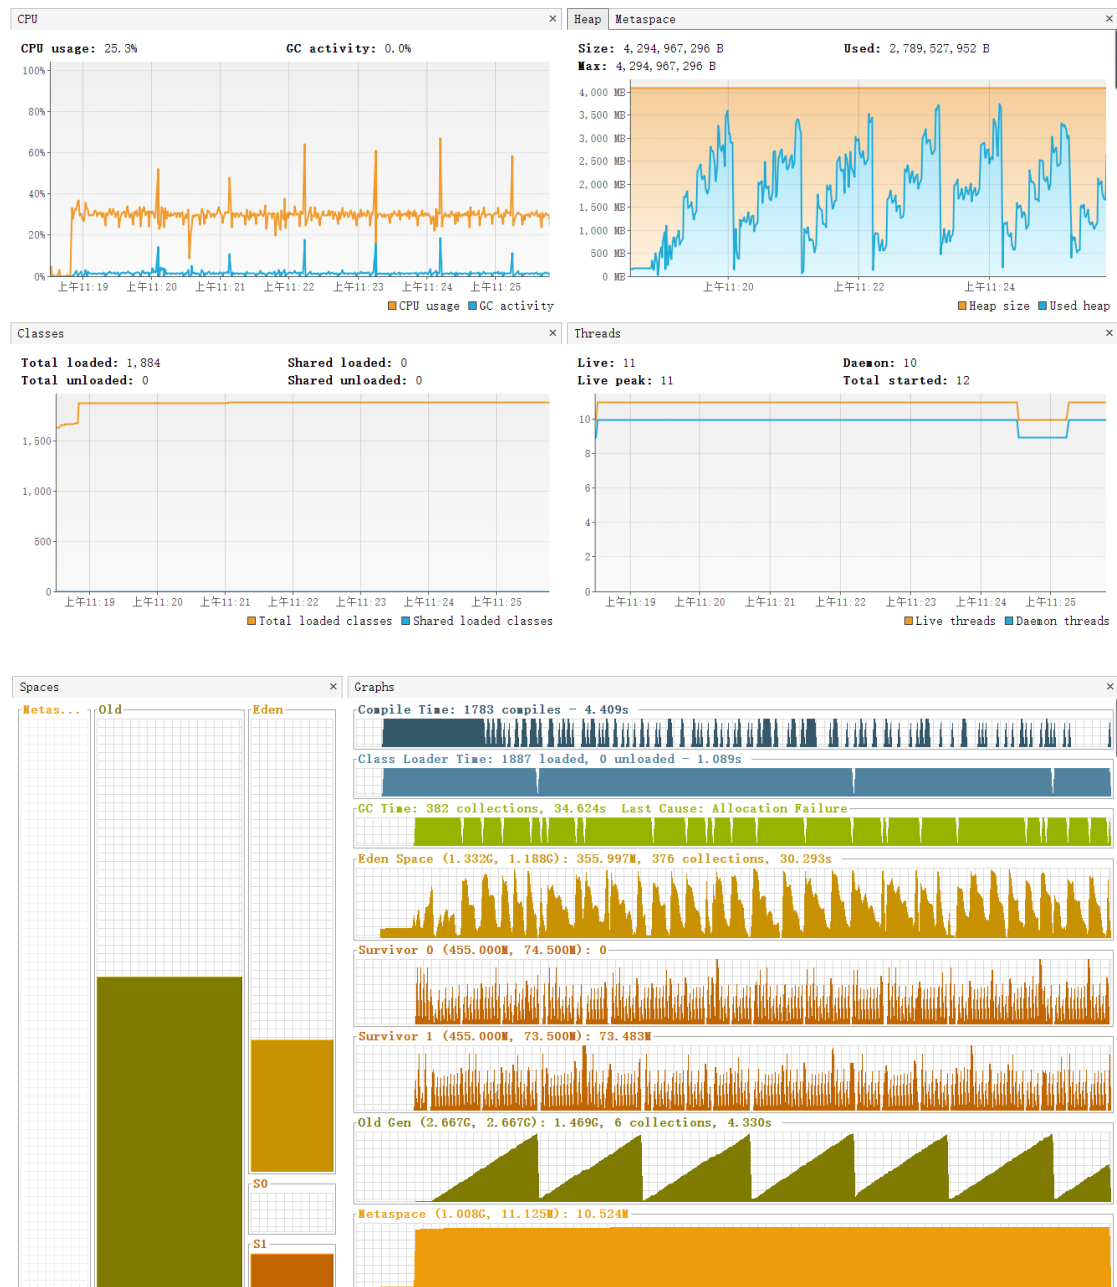 CPU ×
CPU usage: 25.3% GC activity: 0.0%
100%
80%
60%
40%
20%
0%
上午11:19 上午11:20 上午11:21 上午11:22 上午11:23 上午11:24 上午11:25
CPU usage GC activity
Heap Metaspace ×
Size: 4,294,967,296 B Used: 2,789,527,952 B
Max: 4,294,967,296 B
4,000 MB
3,500 MB
3,000 MB
2,500 MB
2,000 MB
1,500 MB
1,000 MB
500 MB
0 MB
上午11:20 上午11:22 上午11:24
Heap size Used heap
Classes ×
Total loaded: 1,884 Shared loaded: 0
Total unloaded: 0 Shared unloaded: 0
1,500
1,000
500
0
上午11:19 上午11:20 上午11:21 上午11:22 上午11:23 上午11:24 上午11:25
Total loaded classes Shared loaded classes
Threads ×
Live: 11 Daemon: 10
Live peak: 11 Total started: 12
10
8
6
4
2
0
上午11:19 上午11:20 上午11:21 上午11:22 上午11:23 上午11:24 上午11:25
Live threads Daemon threads
Spaces ×
Metas... Old Eden
S0
S1
Graphs ×
Compile Time: 1783 compiles - 4.409s
Class Loader Time: 1887 loaded, 0 unloaded - 1.089s
GC Time: 382 collections, 34.624s Last Cause: Allocation Failure
Eden Space (1.332G, 1.188G): 355.997M, 376 collections, 30.293s
Survivor 0 (455.000M, 74.500M): 0
Survivor 1 (455.000M, 73.500M): 73.483M
Old Gen (2.667G, 2.667G): 1.469G, 6 collections, 4.330s
Metaspace (1.008G, 11.125M): 10.524M